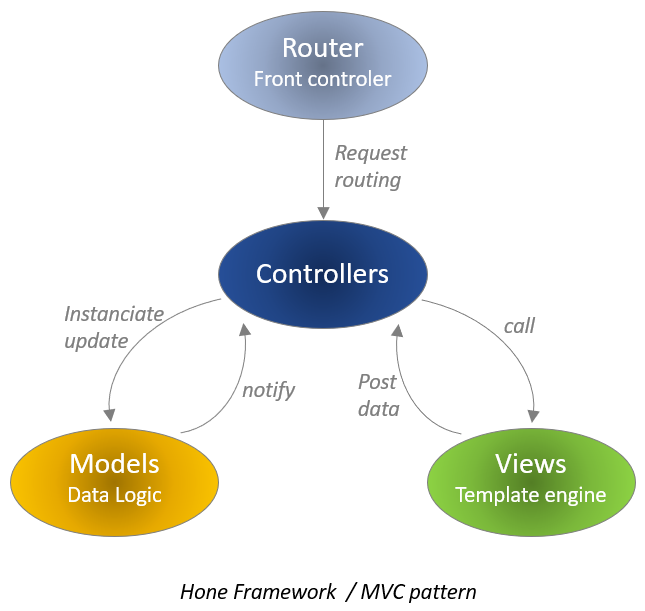 Router
Front controler
Request
routing
Controllers
Instanciate
update
call
notify
Post
data
Models
Data Logic
Views
Template engine
Hone Framework / MVC pattern